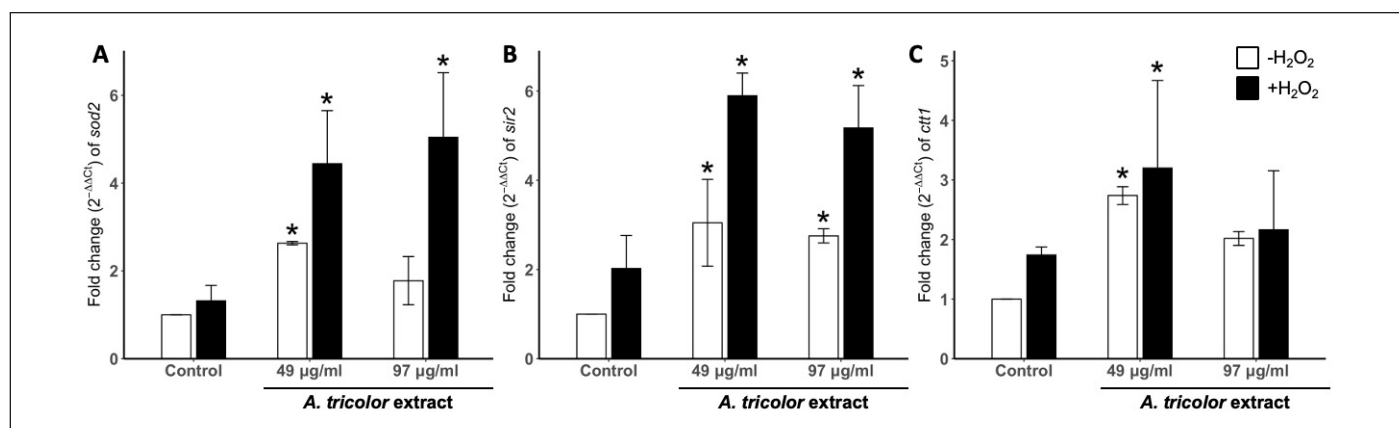 A
Fold change (2⁻ΔΔCt) of sod2
6
4
2
0
* * *
Control 49 µg/ml 97 µg/ml
A. tricolor extract
B
Fold change (2⁻ΔΔCt) of sir2
6
4
2
0
* * * *
Control 49 µg/ml 97 µg/ml
A. tricolor extract
C
Fold change (2⁻ΔΔCt) of ctt1
5
4
3
2
1
0
* *
Control 49 µg/ml 97 µg/ml
A. tricolor extract
-H₂O₂
+H₂O₂